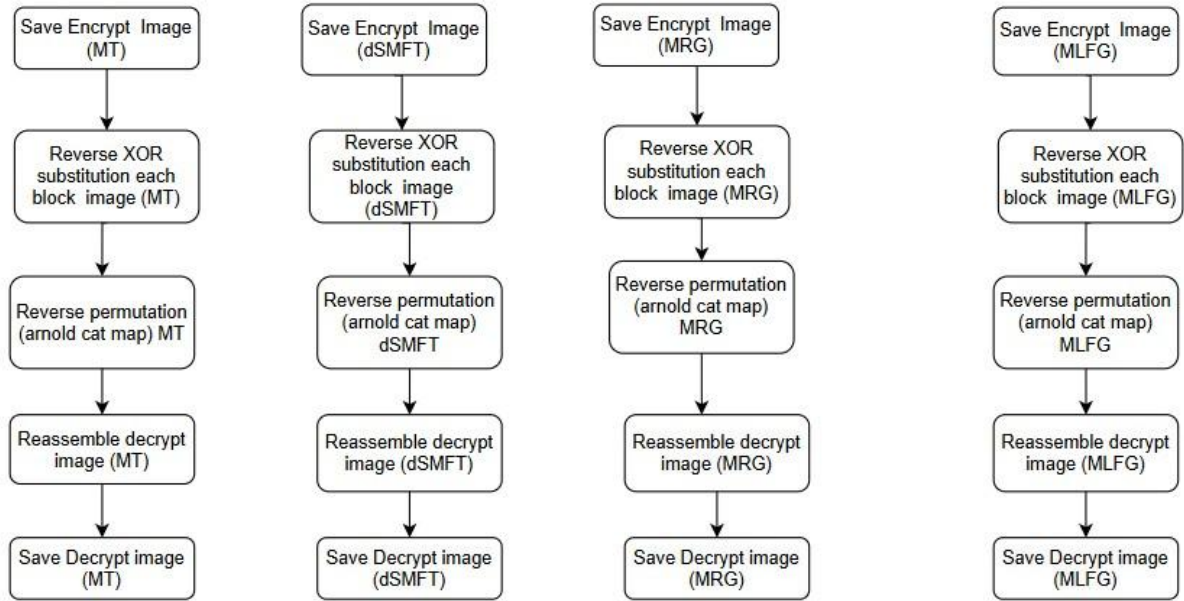 Save Encrypt Image
(MT)
Reverse XOR
substitution each
block image (MT)
Reverse permutation
(arnold cat map) MT
Reassemble decrypt
image (MT)
Save Decrypt image
(MT)
Save Encrypt Image
(dSMFT)
Reverse XOR
substitution each
block image
(dSMFT)
Reverse permutation
(arnold cat map)
dSMFT
Reassemble decrypt
image (dSMFT)
Save Decrypt image
(dSMFT)
Save Encrypt Image
(MRG)
Reverse XOR
substitution each
block image (MRG)
Reverse permutation
(arnold cat map)
MRG
Reassemble decrypt
image (MRG)
Save Decrypt image
(MRG)
Save Encrypt Image
(MLFG)
Reverse XOR
substitution each
block image (MLFG)
Reverse permutation
(arnold cat map)
MLFG
Reassemble decrypt
image (MLFG)
Save Decrypt image
(MLFG)